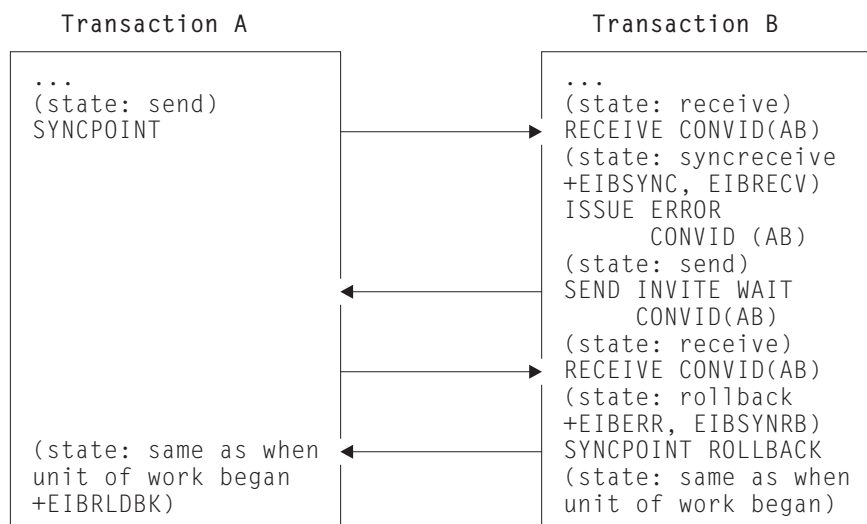 Transaction A
...
(state: send)
SYNCPOINT
(state: same as when
unit of work began
+EIBRLDBK)
Transaction B
...
(state: receive)
RECEIVE CONVID(AB)
(state: syncreceive
+EIBSYNC, EIBRECV)
ISSUE ERROR
CONVID (AB)
(state: send)
SEND INVITE WAIT
CONVID(AB)
(state: receive)
RECEIVE CONVID(AB)
(state: rollback
+EIBERR, EIBSYNRB)
SYNCPOINT ROLLBACK
(state: same as when
unit of work began)